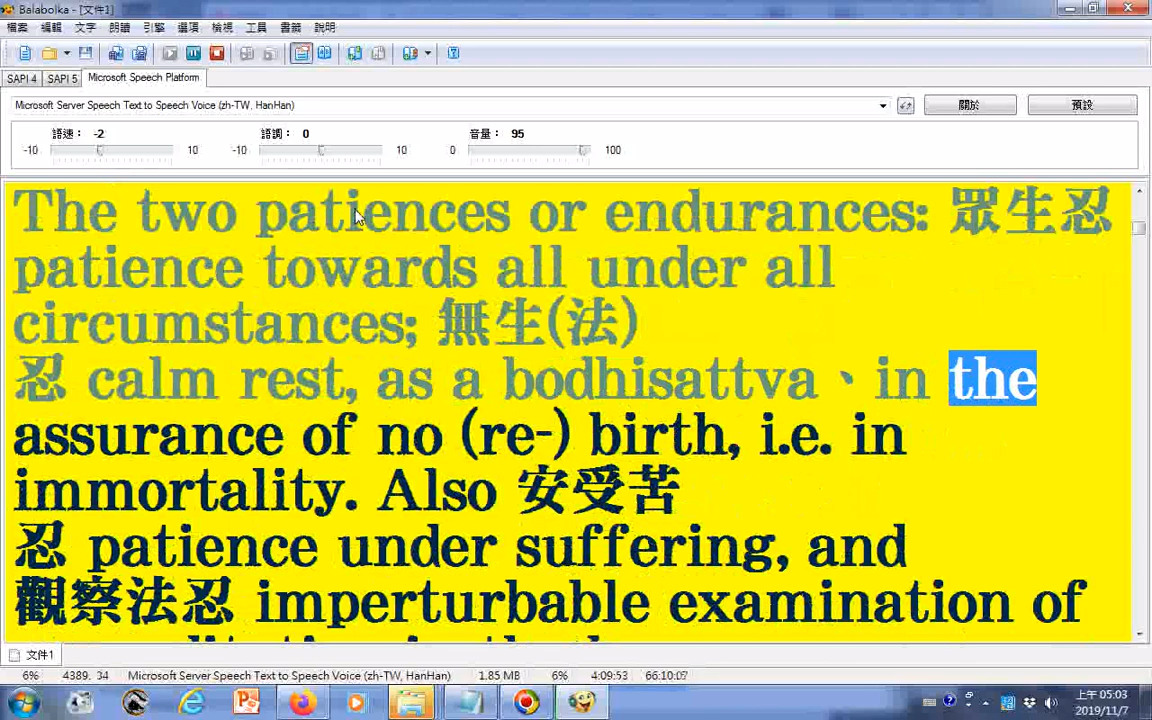 Balabolka - [文件1]
檔案 編輯 文字 朗讀 引擎 選項 檢視 工具 書籤 說明
SAPI 4 SAPI 5 Microsoft Speech Platform
Microsoft Server Speech Text to Speech Voice (zh-TW, HanHan) 關於 預設
語速： -2 語調： 0 音量： 95
-10 10 -10 10 0 100
The two patiences or endurances: 眾生忍
patience towards all under all
circumstances; 無生(法)
忍 calm rest, as a bodhisattva、in the
assurance of no (re-) birth, i.e. in
immortality. Also 安受苦
忍 patience under suffering, and
觀察法忍 imperturbable examination of
文件1
6% 4389, 34 Microsoft Server Speech Text to Speech Voice (zh-TW, HanHan) 1.85 MB 6% 4:09:53 66:10:07
上午 05:03
2019/11/7